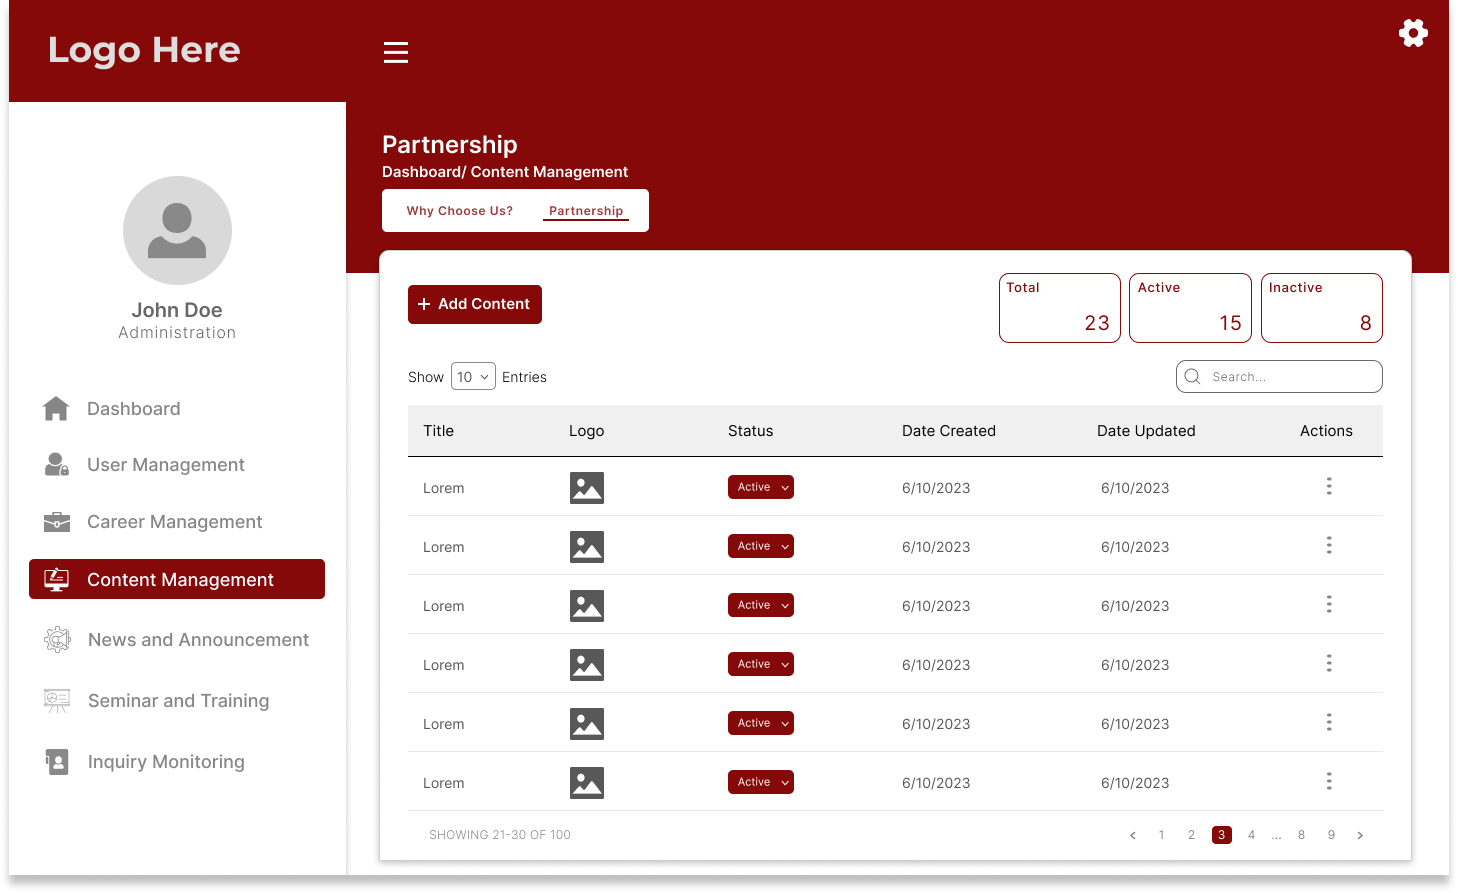 Logo Here
Partnership
Dashboard/ Content Management
Why Choose Us? Partnership
John Doe
Administration
Dashboard
User Management
Career Management
Content Management
News and Announcement
Seminar and Training
Inquiry Monitoring
+ Add Content
Total
23
Active
15
Inactive
8
Show 10 Entries
Search...
Title Logo Status Date Created Date Updated Actions
Lorem Active 6/10/2023 6/10/2023
Lorem Active 6/10/2023 6/10/2023
Lorem Active 6/10/2023 6/10/2023
Lorem Active 6/10/2023 6/10/2023
Lorem Active 6/10/2023 6/10/2023
Lorem Active 6/10/2023 6/10/2023
SHOWING 21-30 OF 100
< 1 2 3 4 ... 8 9 >